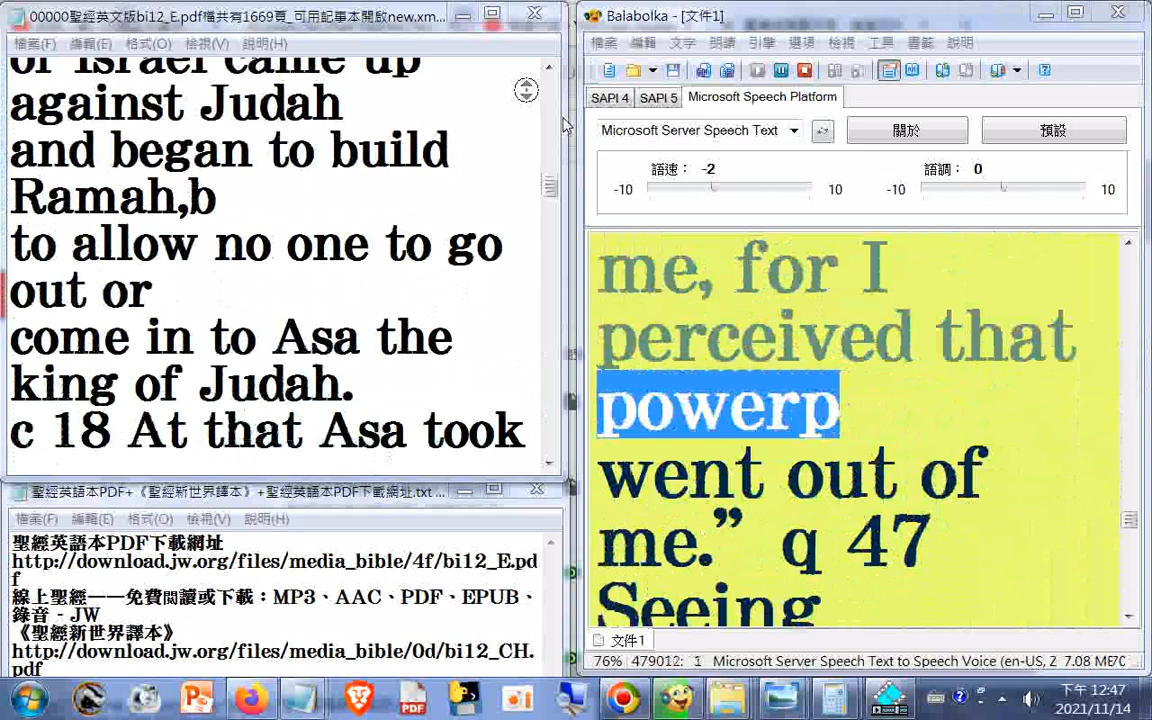 00000聖經英文版bi12_E.pdf檔共有1669頁_可用記事本開啟new.xm...
檔案(F) 編輯(E) 格式(O) 檢視(V) 說明(H)
of Israel came up
against Judah
and began to build
Ramah,b
to allow no one to go
out or
come in to Asa the
king of Judah.
c 18 At that Asa took
聖經英語本PDF+《聖經新世界譯本》+聖經英語本PDF下載網址.txt ...
檔案(F) 編輯(E) 格式(O) 檢視(V) 說明(H)
聖經英語本PDF下載網址
http://download.jw.org/files/media_bible/4f/bi12_E.pd
f
線上聖經——免費閱讀或下載：MP3、AAC、PDF、EPUB、
錄音 - JW
《聖經新世界譯本》
http://download.jw.org/files/media_bible/0d/bi12_CH.
pdf
Balabolka - [文件1]
檔案 編輯 文字 朗讀 引擎 選項 檢視 工具 書籤 說明
SAPI 4 SAPI 5 Microsoft Speech Platform
Microsoft Server Speech Text 關於 預設
語速： -2 語調： 0
-10 10 -10 10
me, for I
perceived that
powerp
went out of
me.” q 47
Seeing
文件1
76% 479012: 1 Microsoft Server Speech Text to Speech Voice (en-US, Z 7.08 ME
下午 12:47
2021/11/14